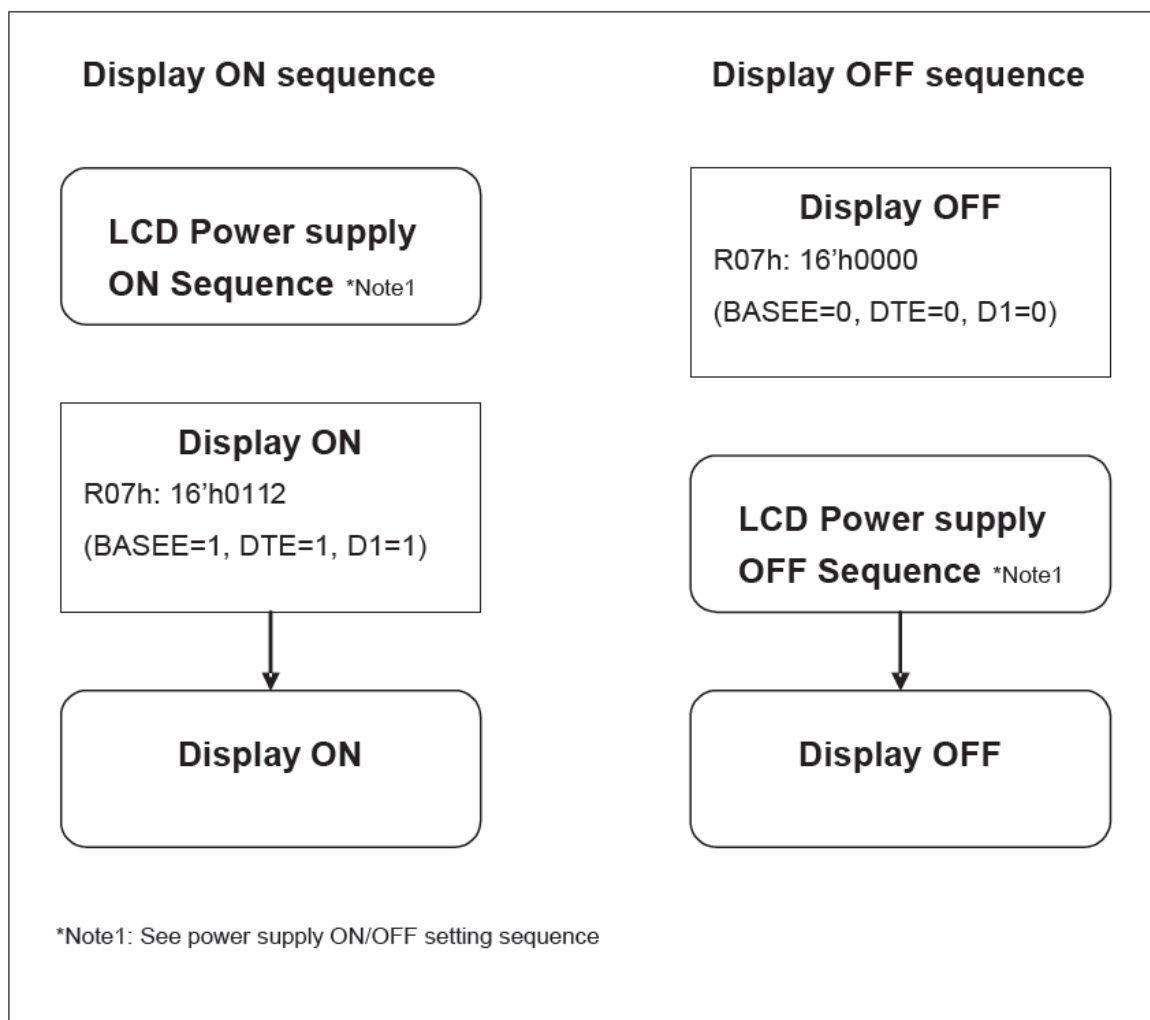 Display ON sequence
LCD Power supply
ON Sequence *Note1
Display ON
R07h: 16’h0112
(BASEE=1, DTE=1, D1=1)
Display ON
Display OFF sequence
Display OFF
R07h: 16’h0000
(BASEE=0, DTE=0, D1=0)
LCD Power supply
OFF Sequence *Note1
Display OFF
*Note1: See power supply ON/OFF setting sequence